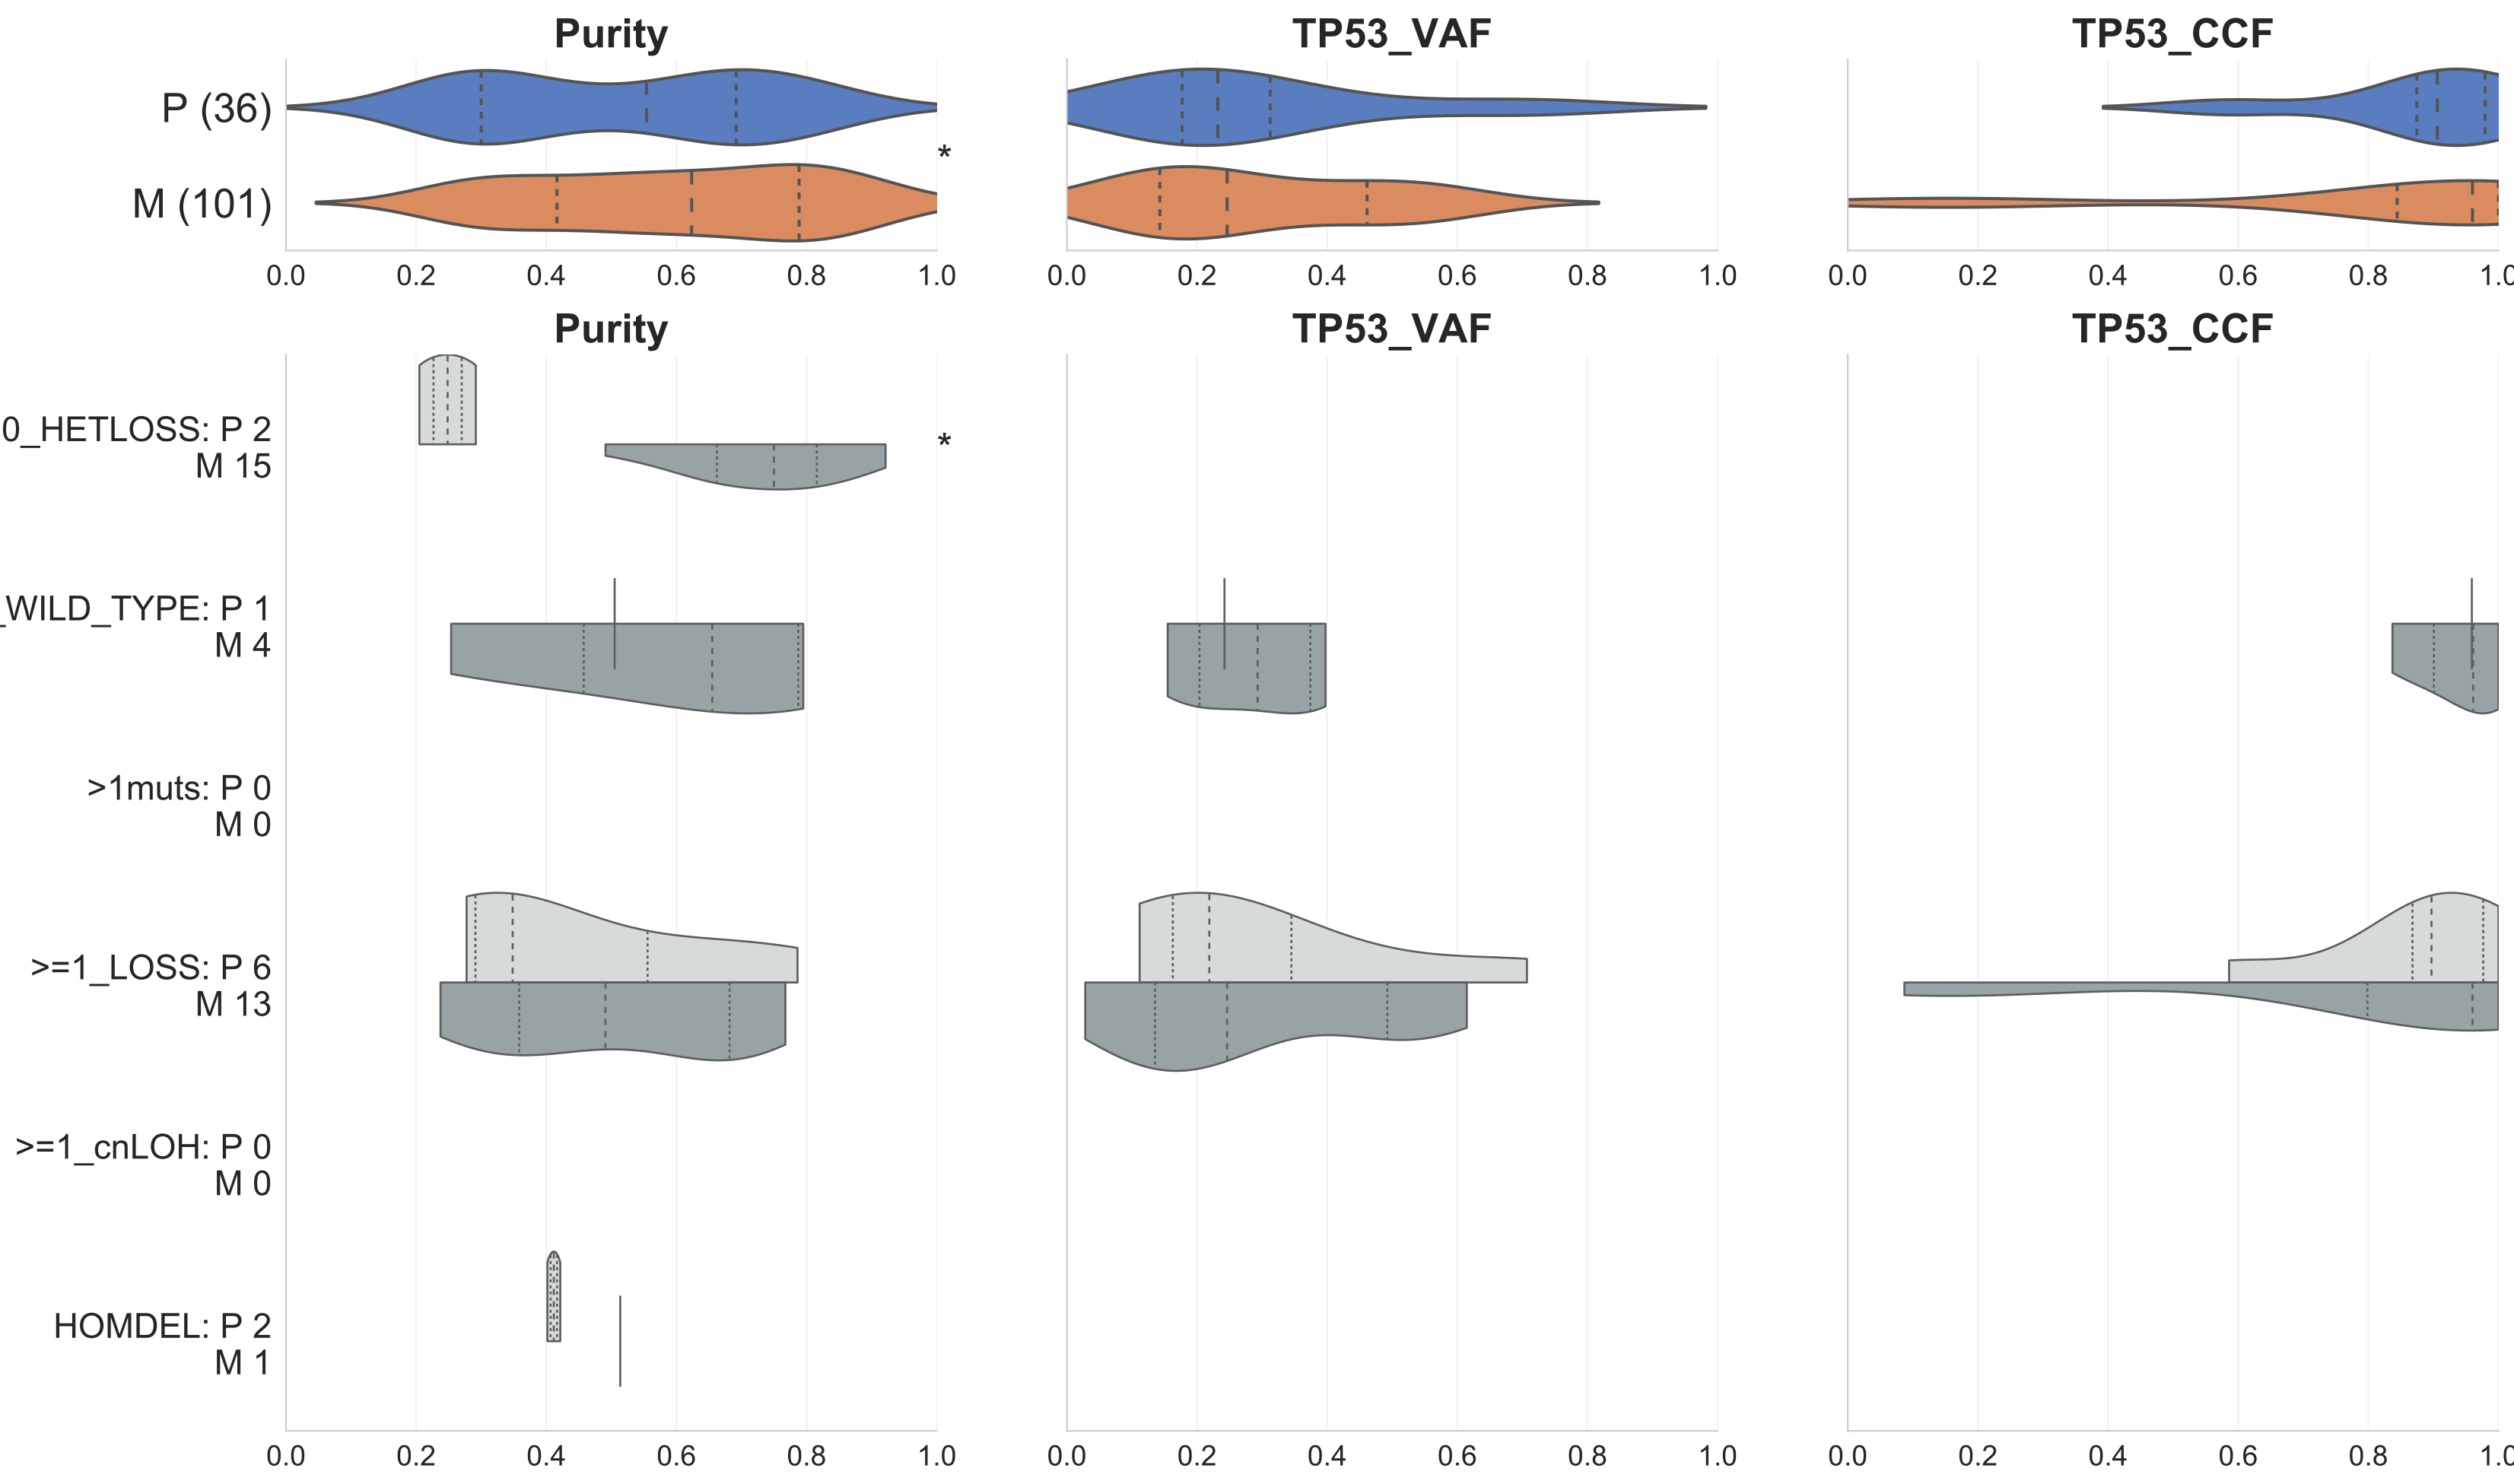 Purity TP53_VAF TP53_CCF
P (36)
*
M (101)
0.0 0.2 0.4 0.6 0.8 1.0 0.0 0.2 0.4 0.6 0.8 1.0 0.0 0.2 0.4 0.6 0.8 1.0
Purity TP53_VAF TP53_CCF
0_HETLOSS: P 2
*
M 15
_WILD_TYPE: P 1
M 4
>1muts: P 0
M 0
>=1_LOSS: P 6
M 13
>=1_cnLOH: P 0
M 0
HOMDEL: P 2
M 1
0.0 0.2 0.4 0.6 0.8 1.0 0.0 0.2 0.4 0.6 0.8 1.0 0.0 0.2 0.4 0.6 0.8 1.0